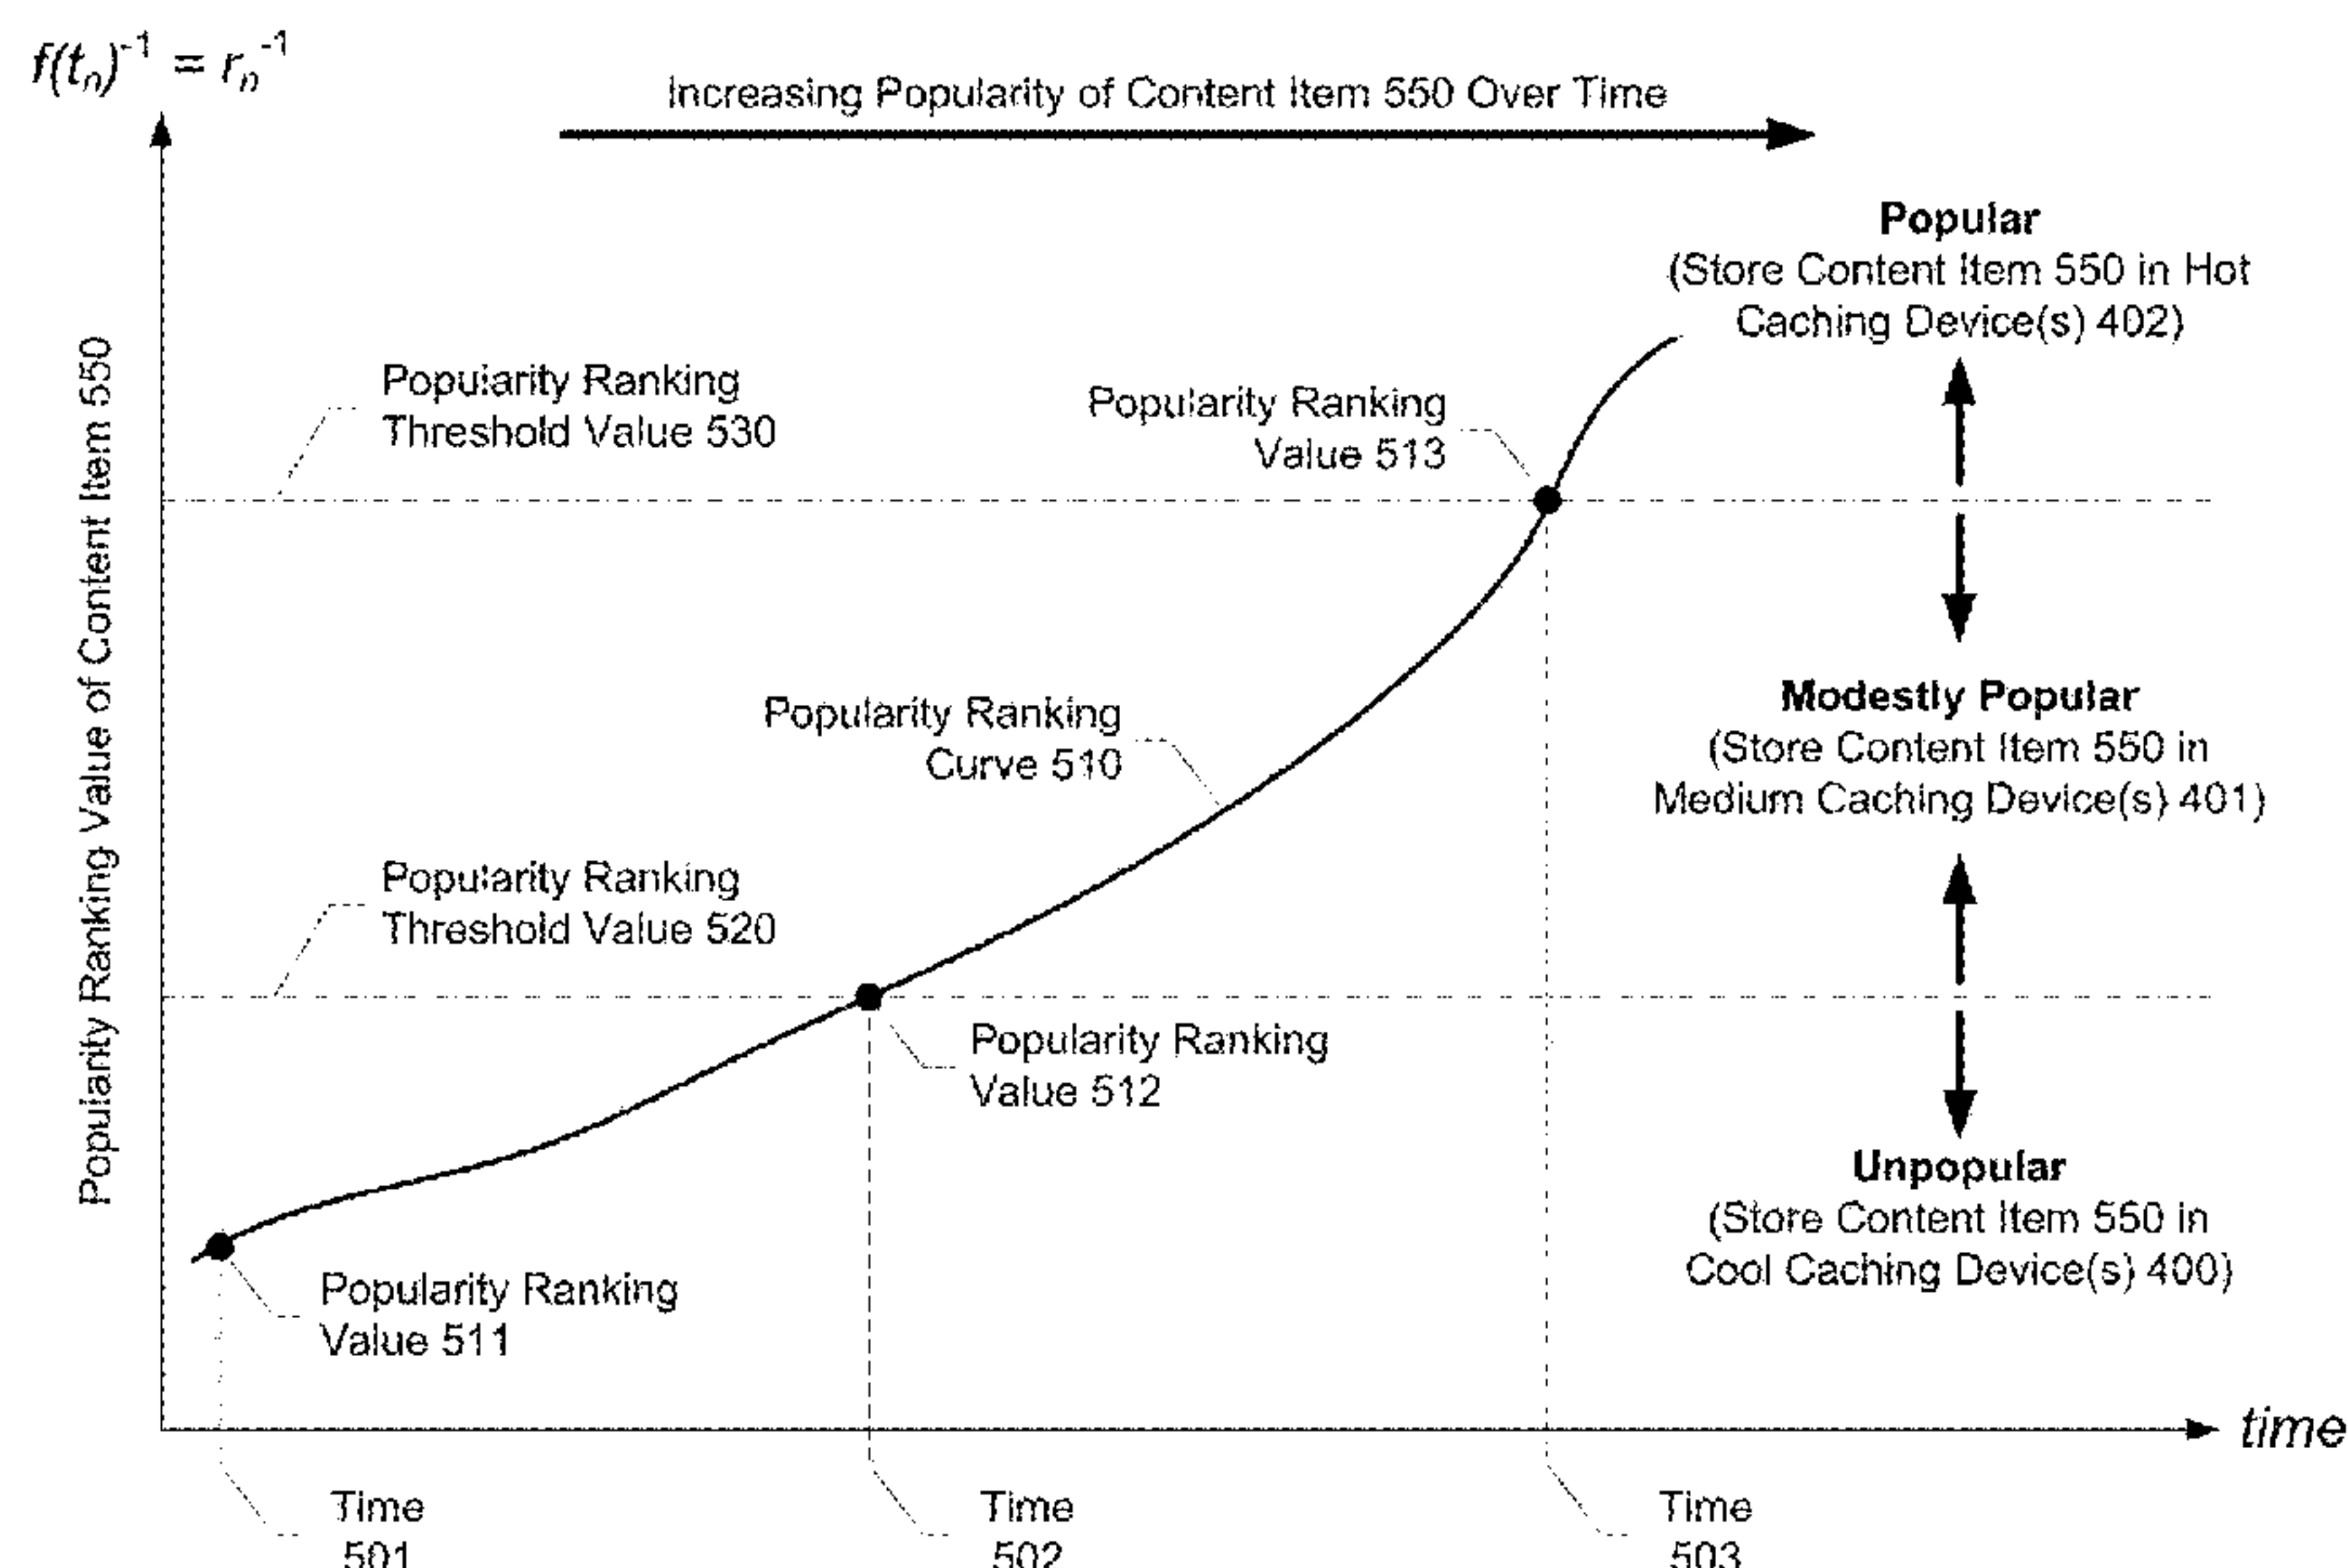 f(tₙ)⁻¹ = rₙ⁻¹
Increasing Popularity of Content Item 550 Over Time
Popular
(Store Content Item 550 in Hot
Caching Device(s) 402)
Popularity Ranking
Threshold Value 530
Popularity Ranking
Value 513
Popularity Ranking Value of Content Item 550
Modestly Popular
(Store Content Item 550 in
Medium Caching Device(s) 401)
Popularity Ranking
Curve 510
Popularity Ranking
Threshold Value 520
Popularity Ranking
Value 512
Unpopular
(Store Content Item 550 in
Cool Caching Device(s) 400)
Popularity Ranking
Value 511
time
Time
501
Time
502
Time
503